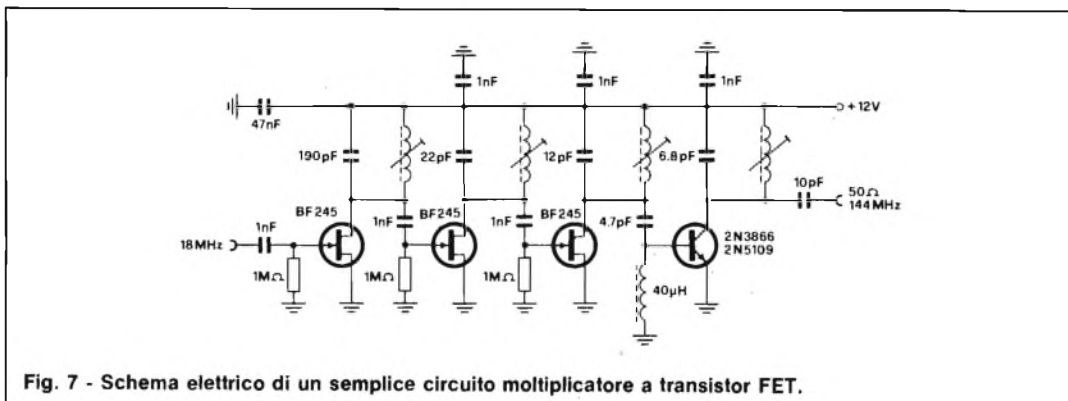 1nF 1nF 1nF
+12V
47nF
190pF 22pF 12pF 6.8pF
10pF
50Ω
144MHz
BF245 1nF BF245 1nF BF245 4.7pF
18MHz 1nF
2N3866
2N5109
1MΩ 1MΩ 1MΩ
40µH
Fig. 7 - Schema elettrico di un semplice circuito moltiplicatore a transistor FET.